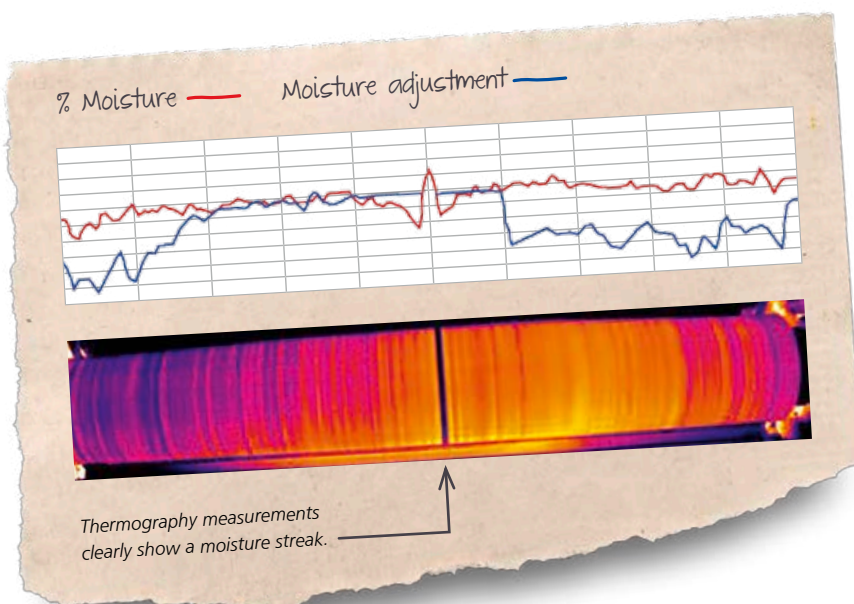 % Moisture
Moisture adjustment
Thermography measurements
clearly show a moisture streak.